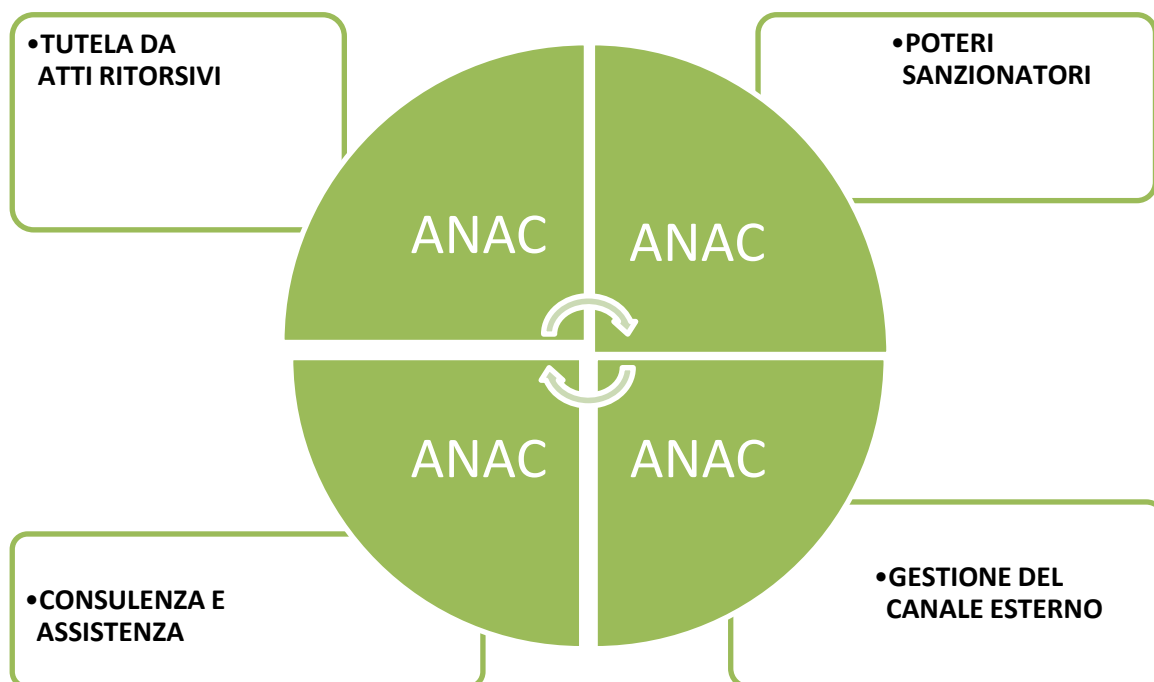 •TUTELA DA
ATTI RITORSIVI
•POTERI
SANZIONATORI
ANAC
ANAC
ANAC
ANAC
•CONSULENZA E
ASSISTENZA
•GESTIONE DEL
CANALE ESTERNO